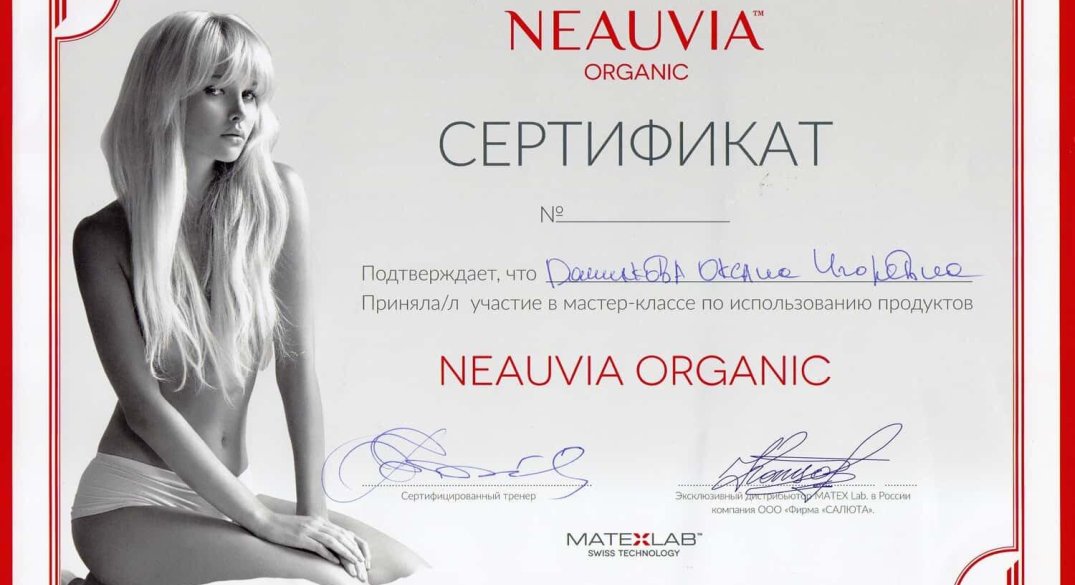 NEAUVIA™
ORGANIC
СЕРТИФИКАТ
№
Подтверждает, что Оксана Игоревна
Приняла/л участие в мастер-классе по использованию продуктов
NEAUVIA ORGANIC
Сертифицированный тренер
Эксклюзивный дистрибьютор MATEX Lab. в России
компания ООО «Фирма «САЛЮТА».
MATEXLAB™
SWISS TECHNOLOGY